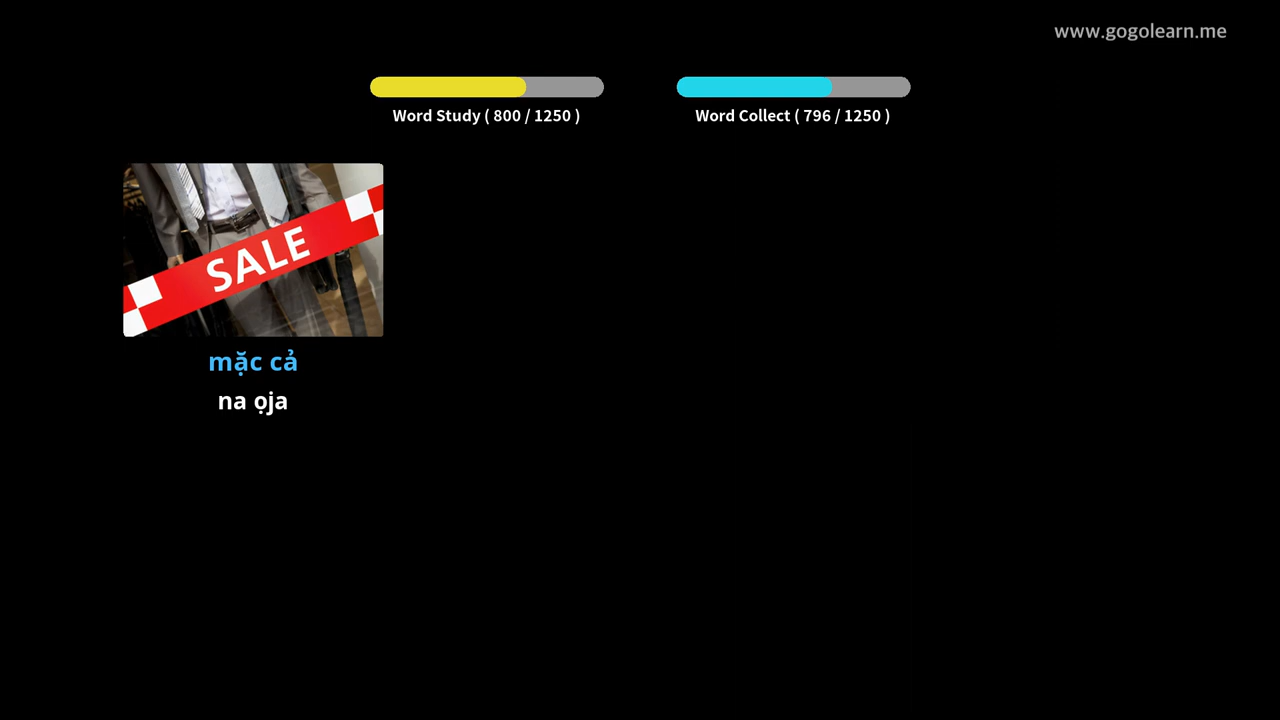 www.gogolearn.me
Word Study ( 800 / 1250 )
Word Collect ( 796 / 1250 )
SALE
mặc cả
na ọja